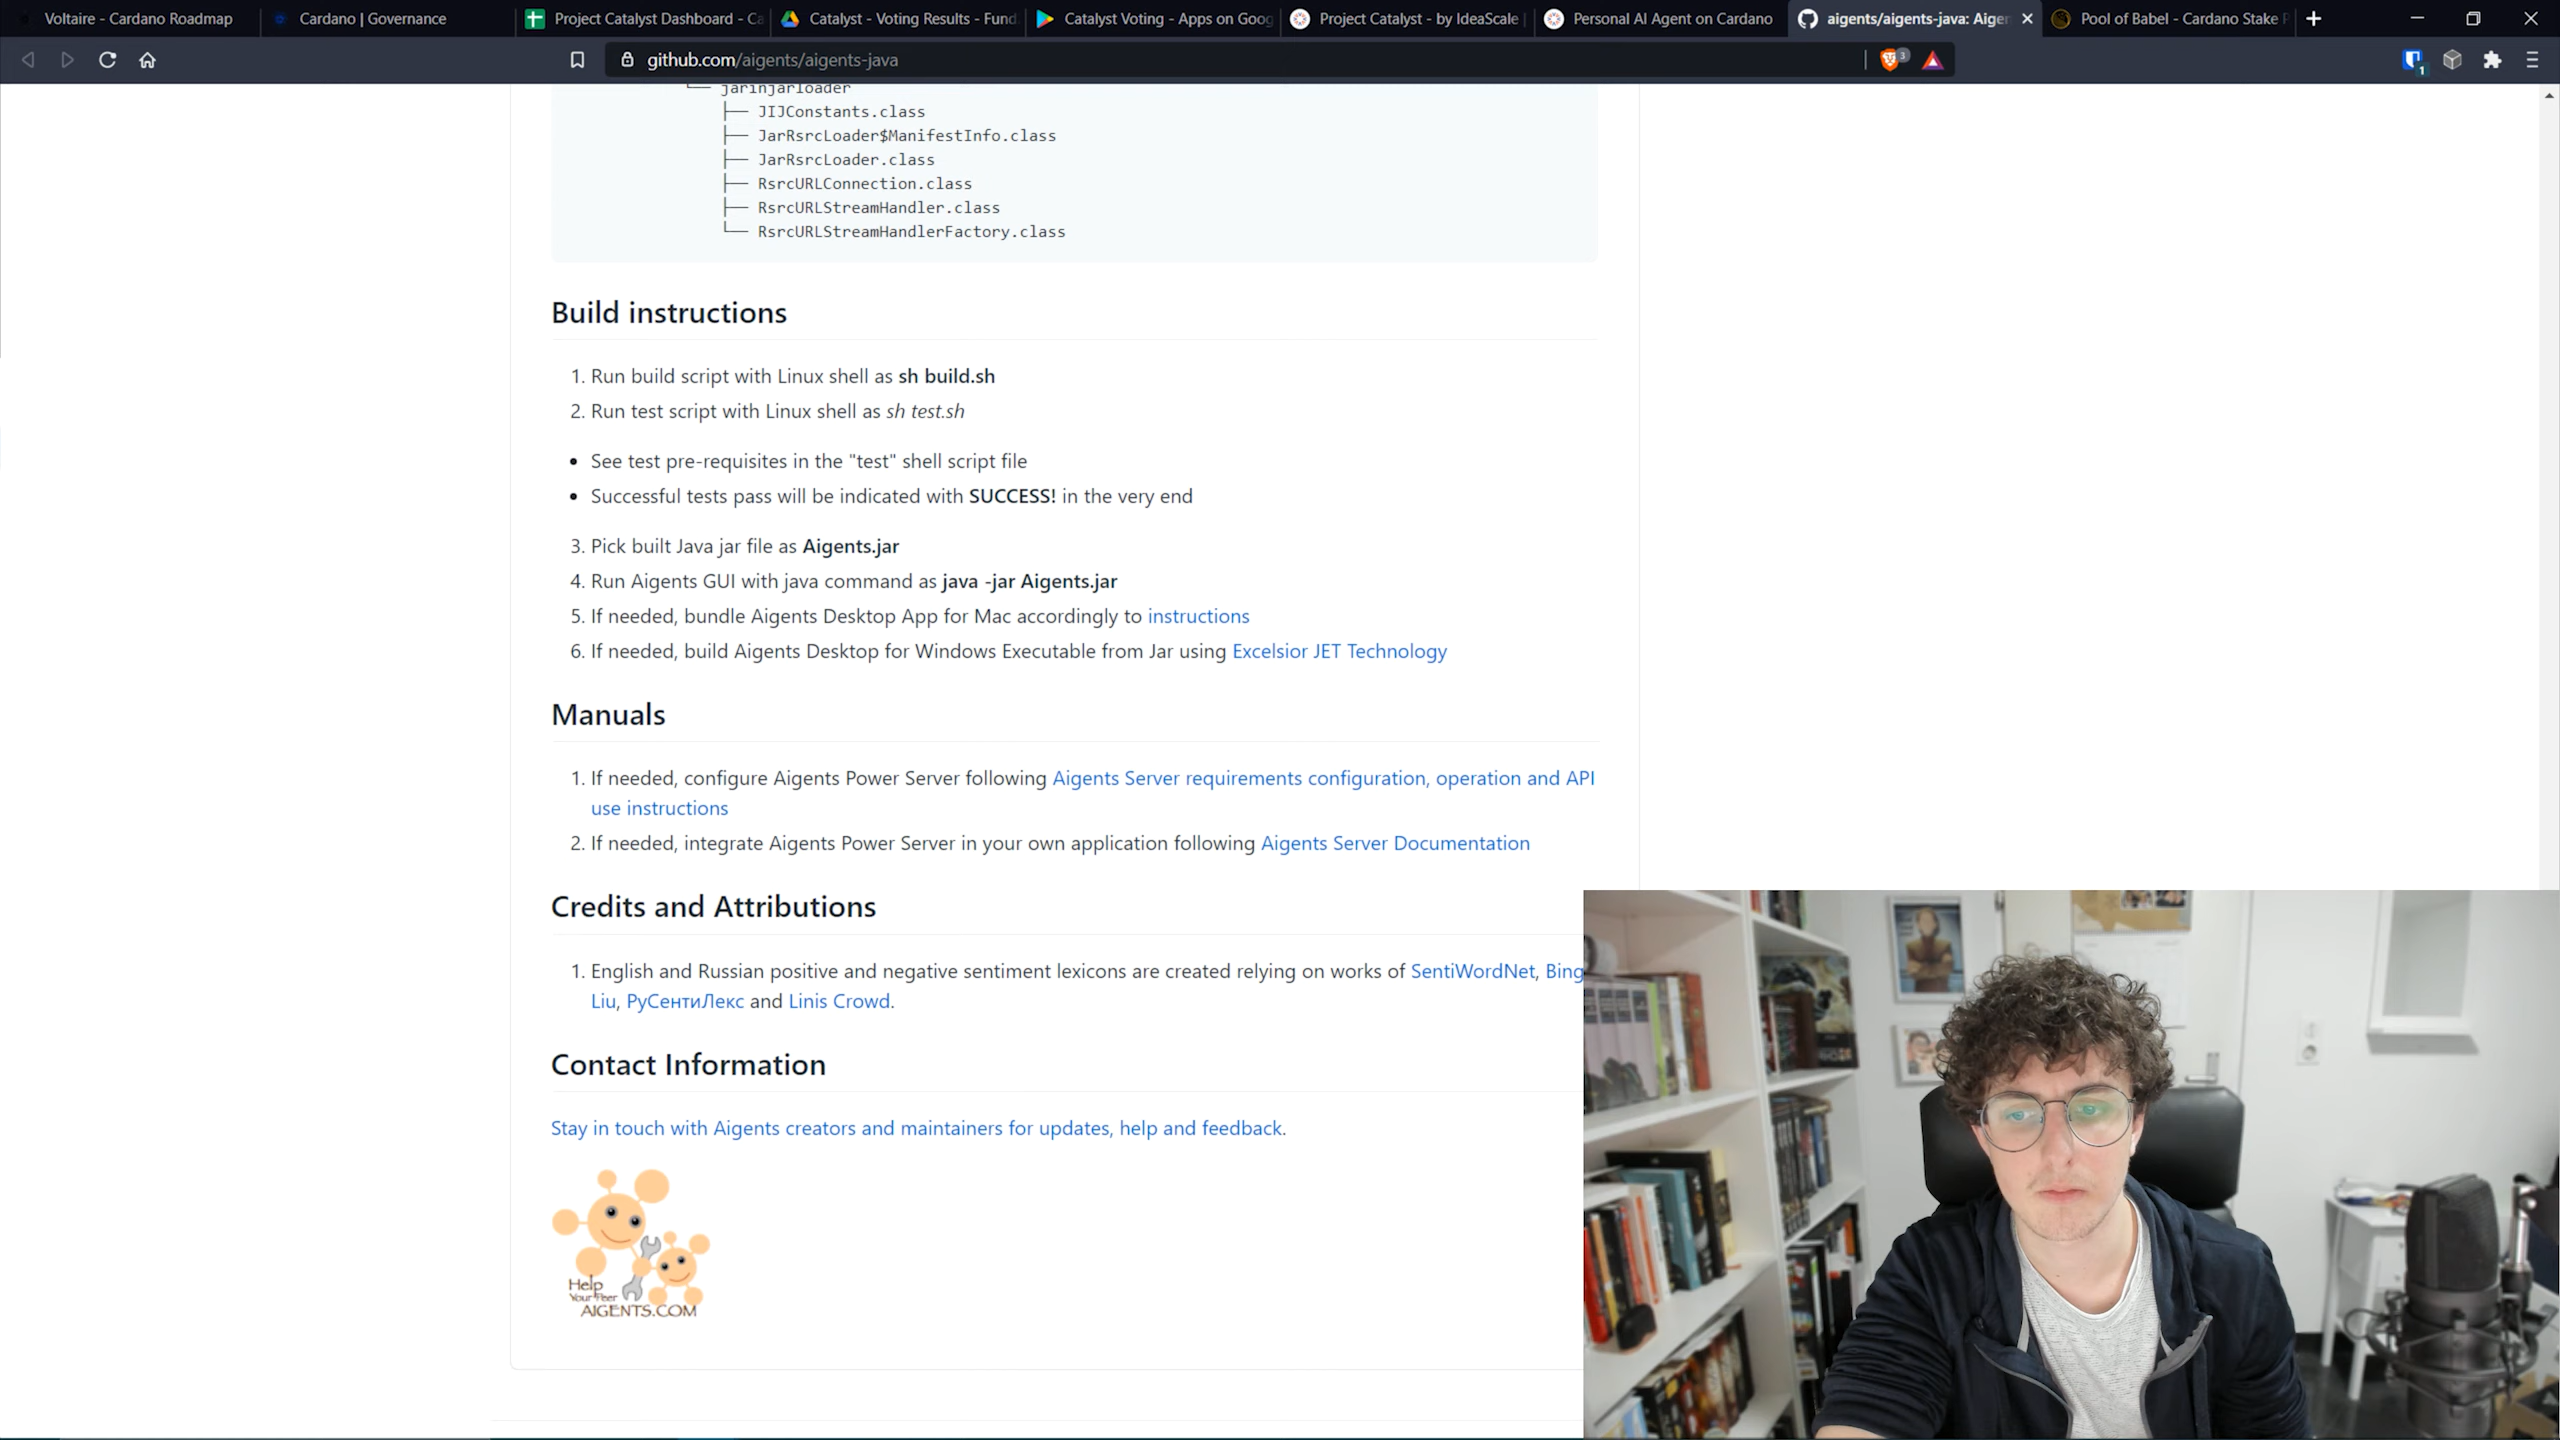 Voltaire - Cardano Roadmap
Cardano | Governance
Project Catalyst Dashboard - Ca
Catalyst - Voting Results - Fund
Catalyst Voting - Apps on Goog
Project Catalyst - by IdeaScale |
Personal AI Agent on Cardano
aigents/aigents-java: Aigen
Pool of Babel - Cardano Stake P
github.com/aigents/aigents-java
3
1
└── jarinjarloader
├── JIJConstants.class
├── JarRsrcLoader$ManifestInfo.class
├── JarRsrcLoader.class
├── RsrcURLConnection.class
├── RsrcURLStreamHandler.class
└── RsrcURLStreamHandlerFactory.class
Build instructions
1. Run build script with Linux shell as sh build.sh
2. Run test script with Linux shell as sh test.sh
• See test pre-requisites in the "test" shell script file
• Successful tests pass will be indicated with SUCCESS! in the very end
3. Pick built Java jar file as Aigents.jar
4. Run Aigents GUI with java command as java -jar Aigents.jar
5. If needed, bundle Aigents Desktop App for Mac accordingly to instructions
6. If needed, build Aigents Desktop for Windows Executable from Jar using Excelsior JET Technology
Manuals
1. If needed, configure Aigents Power Server following Aigents Server requirements configuration, operation and API
use instructions
2. If needed, integrate Aigents Power Server in your own application following Aigents Server Documentation
Credits and Attributions
1. English and Russian positive and negative sentiment lexicons are created relying on works of SentiWordNet, Bing
Liu, РуСентиЛекс and Linis Crowd.
Contact Information
Stay in touch with Aigents creators and maintainers for updates, help and feedback.
Help
Your Peer
AIGENTS.COM